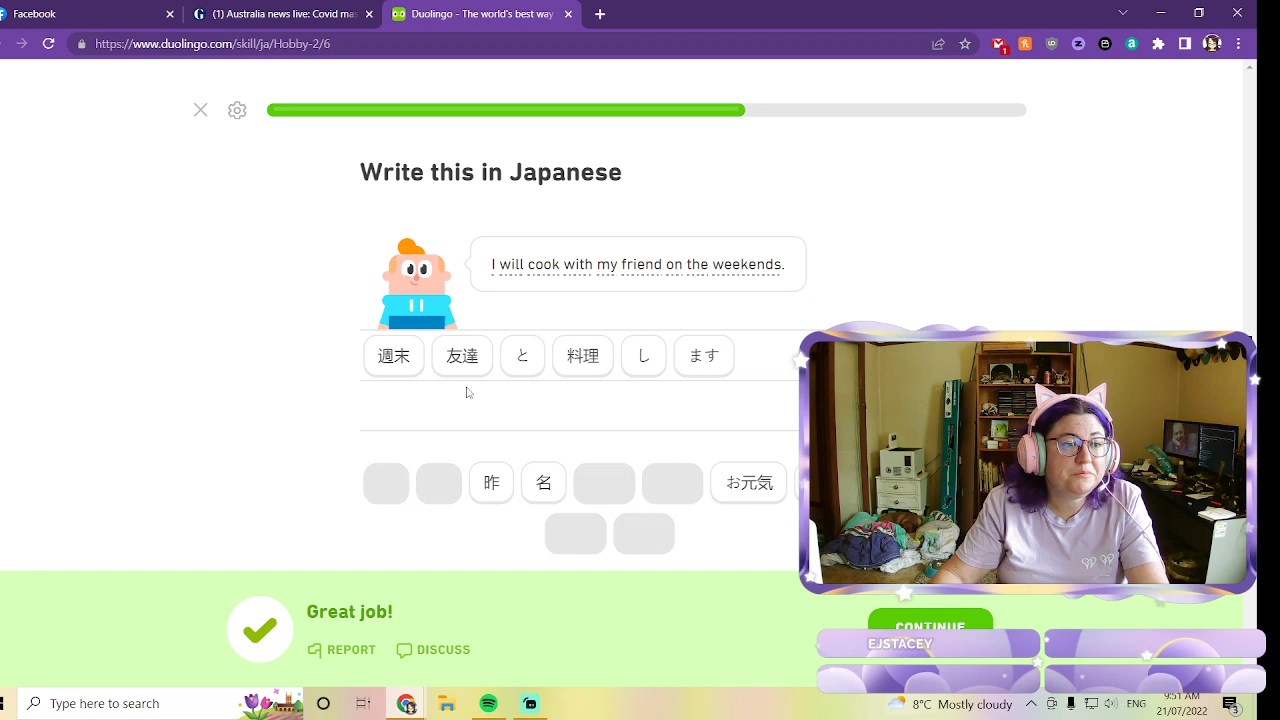 Facebook
(1) Australia news live: Covid mas
Duolingo - The world's best way
https://www.duolingo.com/skill/ja/Hobby-2/6
1
Write this in Japanese
I will cook with my friend on the weekends.
週末 友達 と 料理 し ます
昨 名 お元気
Great job!
REPORT DISCUSS
CONTINUE
EJSTACEY
Type here to search
8°C Mostly cloudy
ENG
9:51 AM
21/07/2022